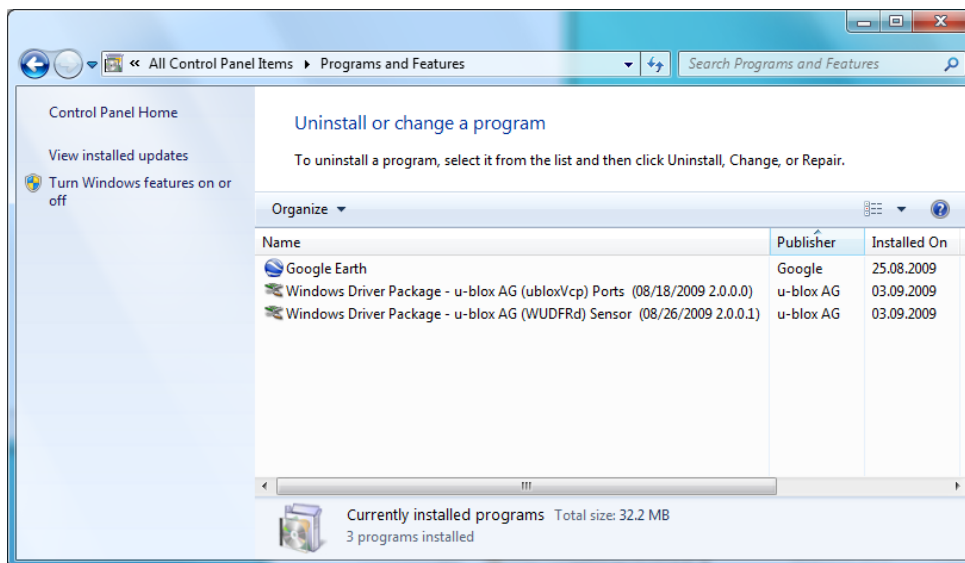 « All Control Panel Items ▸ Programs and Features
Search Programs and Features
Control Panel Home
View installed updates
Turn Windows features on or
off
Uninstall or change a program
To uninstall a program, select it from the list and then click Uninstall, Change, or Repair.
Organize
Name Publisher Installed On
Google Earth Google 25.08.2009
Windows Driver Package - u-blox AG (ubloxVcp) Ports (08/18/2009 2.0.0.0) u-blox AG 03.09.2009
Windows Driver Package - u-blox AG (WUDFRd) Sensor (08/26/2009 2.0.0.1) u-blox AG 03.09.2009
Currently installed programs Total size: 32.2 MB
3 programs installed